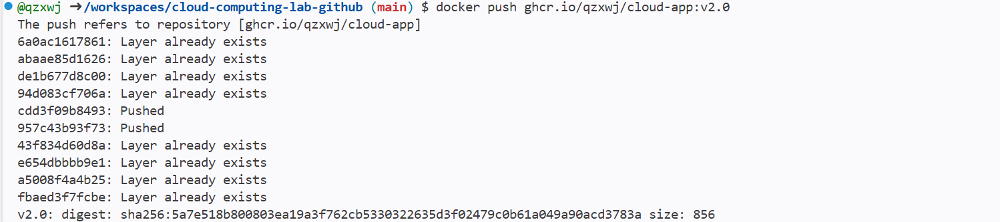 @qzxwj ➜/workspaces/cloud-computing-lab-github (main) $ docker push ghcr.io/qzxwj/cloud-app:v2.0
The push refers to repository [ghcr.io/qzxwj/cloud-app]
6a0ac1617861: Layer already exists
abaae85d1626: Layer already exists
de1b677d8c00: Layer already exists
94d083cf706a: Layer already exists
cdd3f09b8493: Pushed
957c43b93f73: Pushed
43f834d60d8a: Layer already exists
e654dbbbb9e1: Layer already exists
a5008f4a4b25: Layer already exists
fbaed3f7fcbe: Layer already exists
v2.0: digest: sha256:5a7e518b800803ea19a3f762cb5330322635d3f02479c0b61a049a90acd3783a size: 856